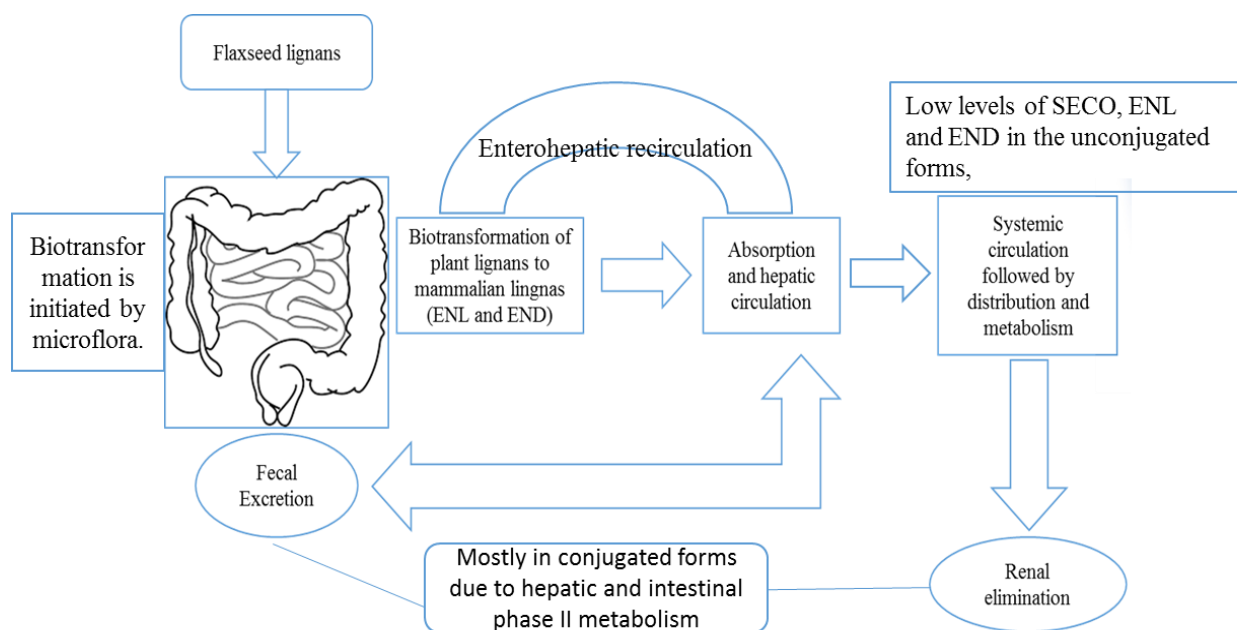 Flaxseed lignans
Enterohepatic recirculation
Low levels of SECO, ENL
and END in the unconjugated
forms,
Biotransfor
mation is
initiated by
microflora.
Biotransformation of
plant lignans to
mammalian lingnas
(ENL and END)
Absorption
and hepatic
circulation
Systemic
circulation
followed by
distribution and
metabolism
Fecal
Excretion
Mostly in conjugated forms
due to hepatic and intestinal
phase II metabolism
Renal
elimination